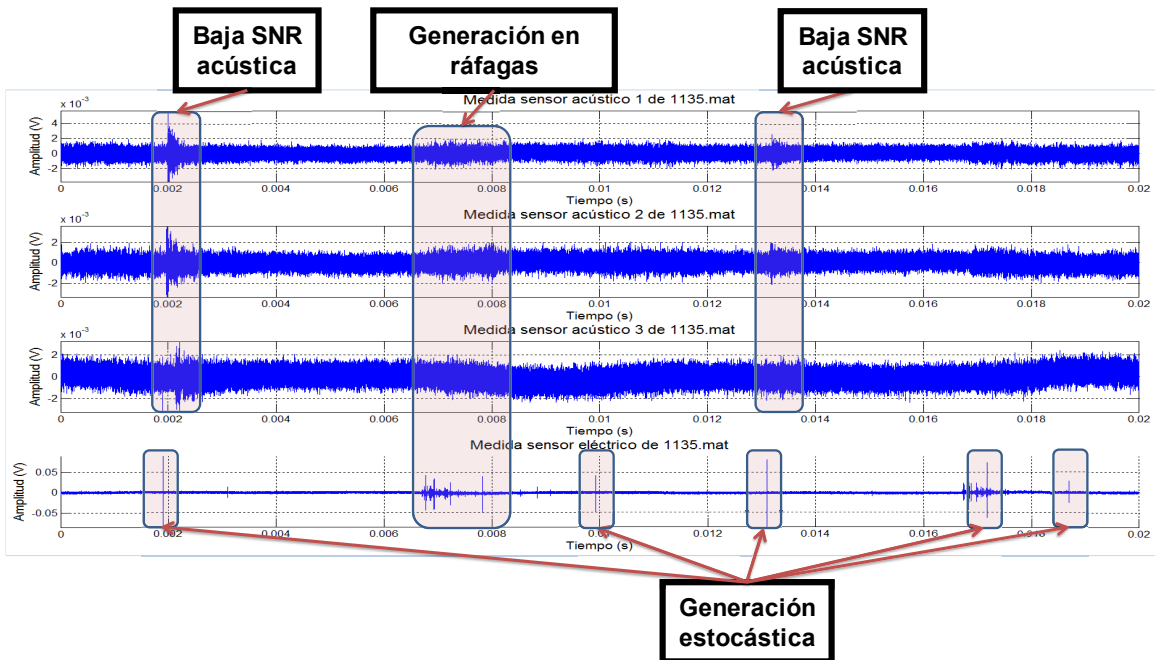 Baja SNR
acústica
Generación en
ráfagas
Baja SNR
acústica
x 10⁻³
Medida sensor acústico 1 de 1135.mat
Amplitud (V)
4
2
0
-2
0 0.002 0.004 0.006 0.008 0.01 0.012 0.014 0.016 0.018 0.02
Tiempo (s)
x 10⁻³
Medida sensor acústico 2 de 1135.mat
Amplitud (V)
2
0
-2
0 0.002 0.004 0.006 0.008 0.01 0.012 0.014 0.016 0.018 0.02
Tiempo (s)
x 10⁻³
Medida sensor acústico 3 de 1135.mat
Amplitud (V)
2
0
-2
0 0.002 0.004 0.006 0.008 0.01 0.012 0.014 0.016 0.018 0.02
Tiempo (s)
Medida sensor eléctrico de 1135.mat
Amplitud (V)
0.05
0
-0.05
0 0.002 0.004 0.006 0.008 0.01 0.012 0.014 0.016 0.018 0.02
Tiempo (s)
Generación
estocástica